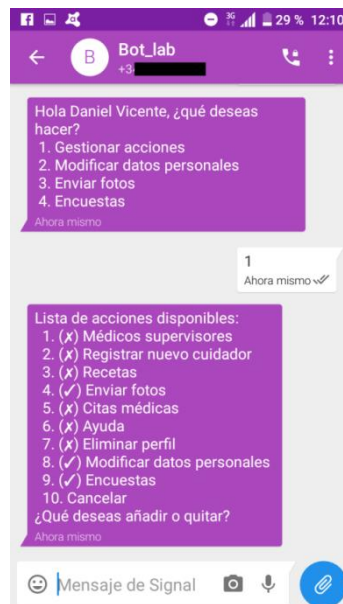 3G 29 % 12:10
B Bot_lab
+3
Hola Daniel Vicente, ¿qué deseas
hacer?
1. Gestionar acciones
2. Modificar datos personales
3. Enviar fotos
4. Encuestas
Ahora mismo
1
Ahora mismo
Lista de acciones disponibles:
1. (✗) Médicos supervisores
2. (✗) Registrar nuevo cuidador
3. (✗) Recetas
4. (✓) Enviar fotos
5. (✗) Citas médicas
6. (✗) Ayuda
7. (✗) Eliminar perfil
8. (✓) Modificar datos personales
9. (✓) Encuestas
10. Cancelar
¿Qué deseas añadir o quitar?
Ahora mismo
Mensaje de Signal